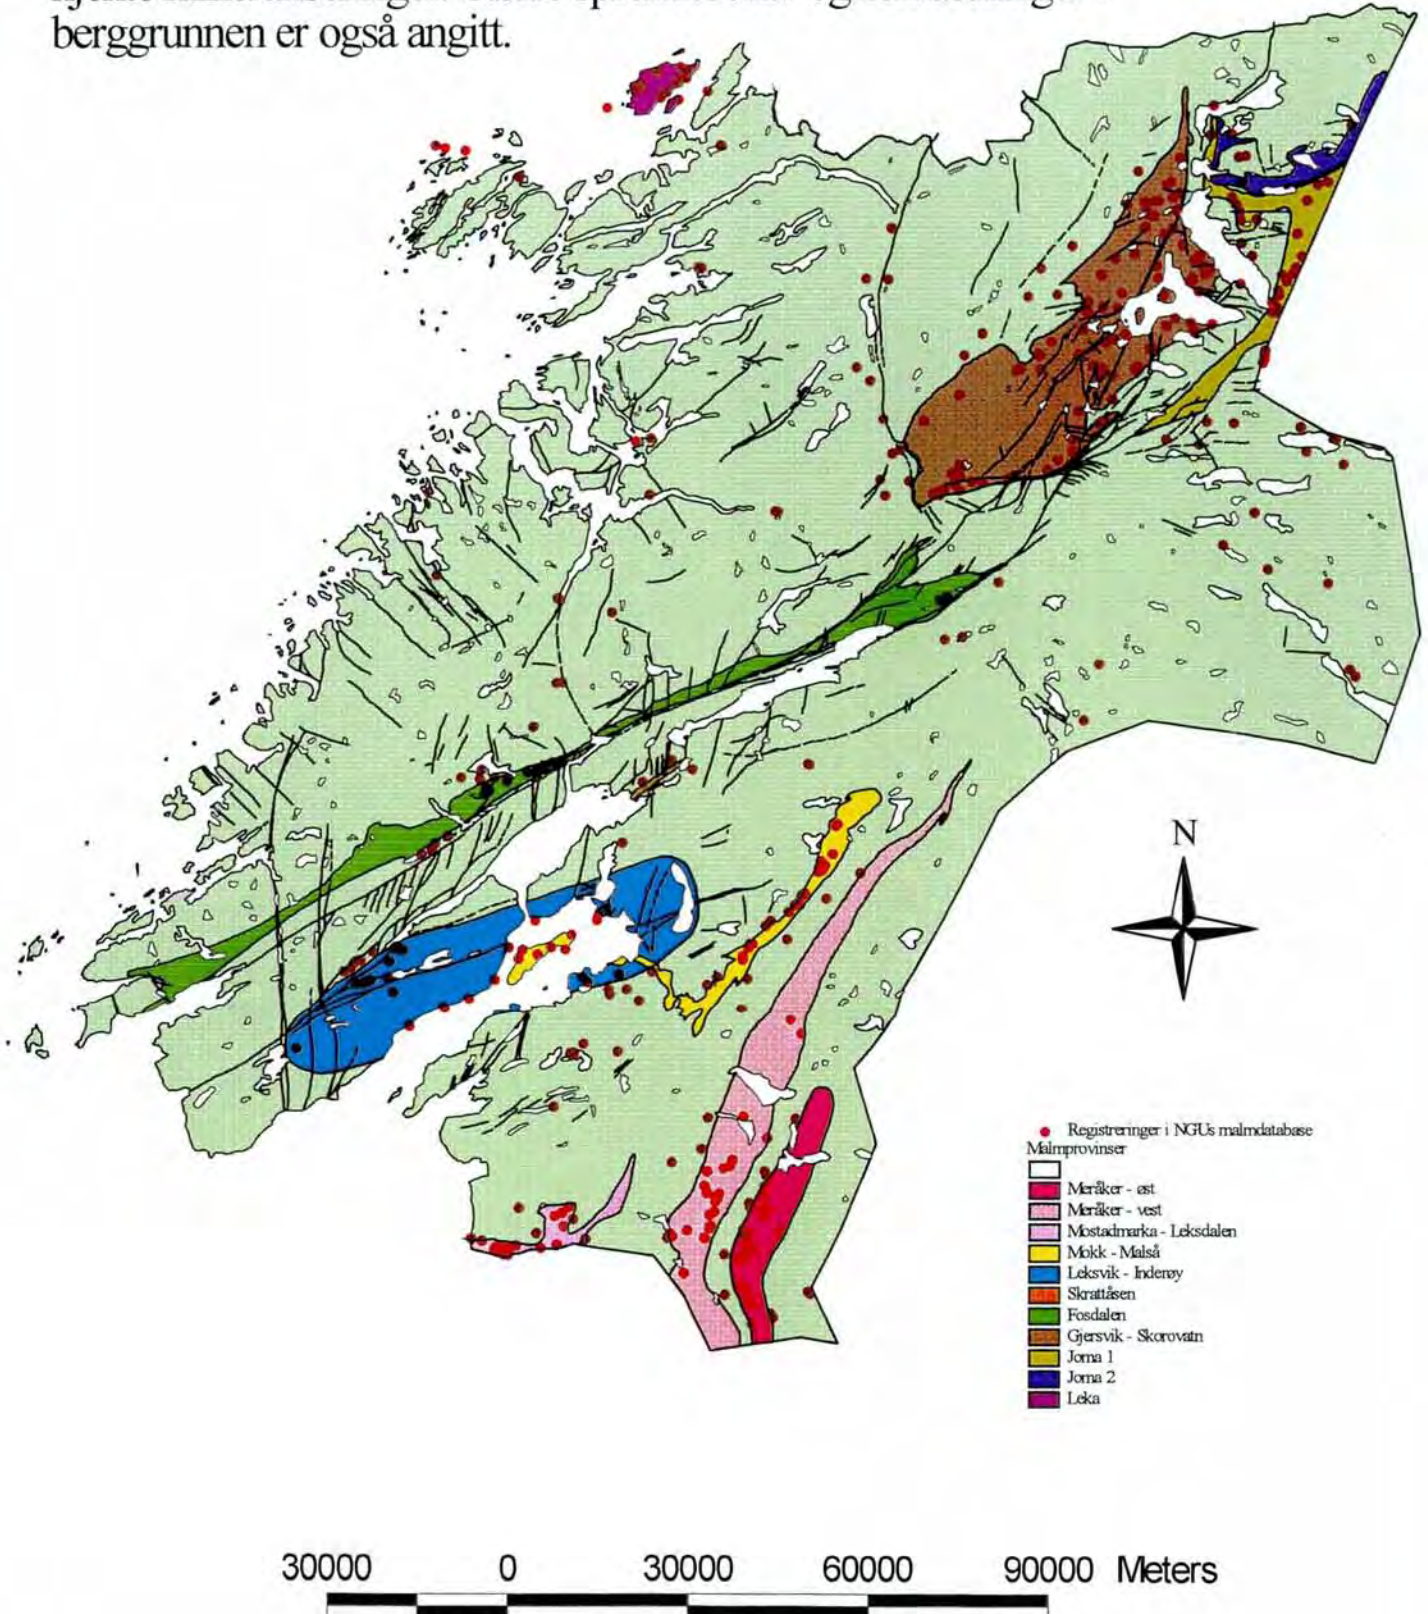 berggrunnen er også angitt.
N
Registreringer i NGUs malmdatabase
Malmprovinser
Meråker - øst
Meråker - vest
Mostadmarka - Leksdalen
Mokk - Malså
Leksvik - Inderøy
Skrattåsen
Fosdalen
Gjersvik - Skorovatn
Joma 1
Joma 2
Leka
30000 0 30000 60000 90000 Meters